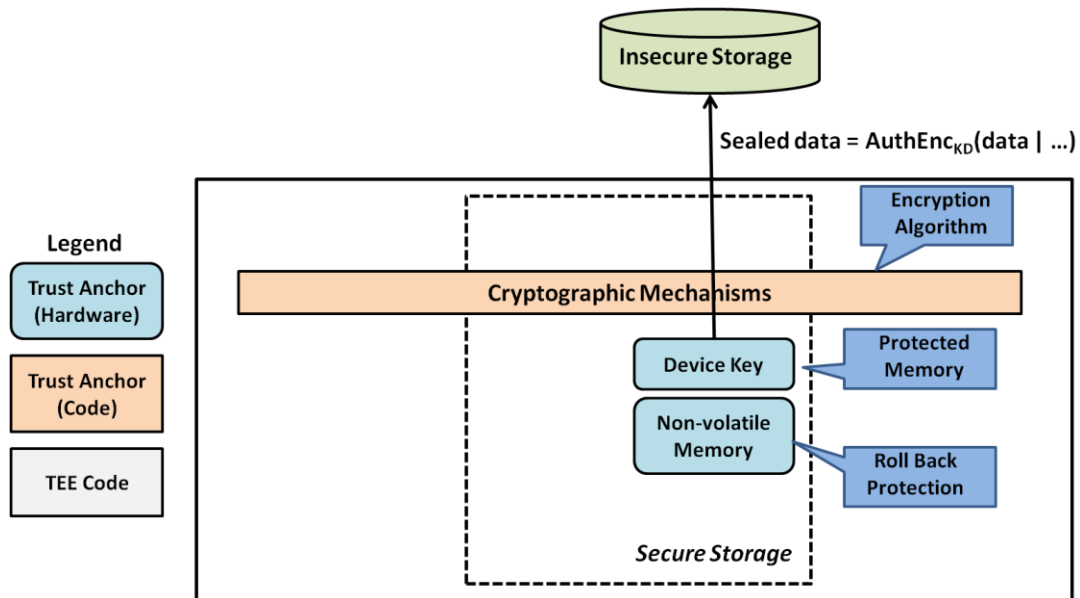 Insecure Storage
Sealed data = AuthEncKD(data | ...)
Encryption
Algorithm
Legend
Trust Anchor
(Hardware)
Cryptographic Mechanisms
Device Key
Protected
Memory
Trust Anchor
(Code)
Non-volatile
Memory
Roll Back
Protection
TEE Code
Secure Storage